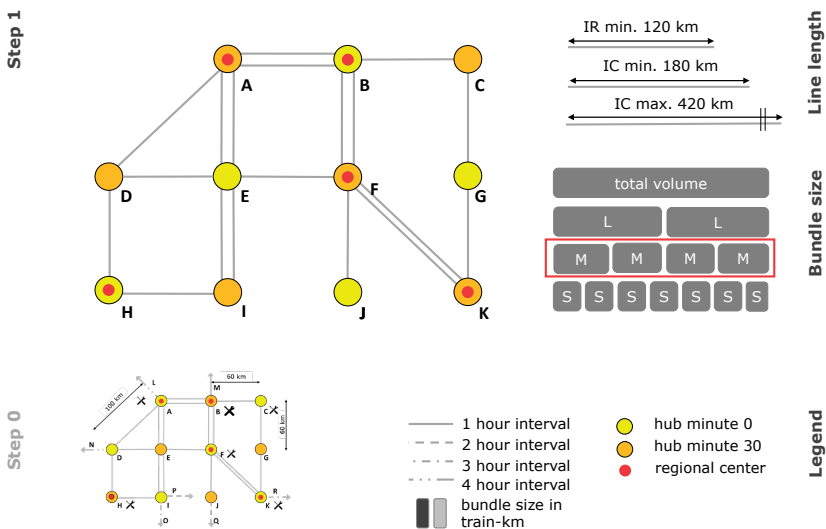 Step 1
A
B
C
D
E
F
G
H
I
J
K
IR min. 120 km
IC min. 180 km
IC max. 420 km
Line length
total volume
L L
M M M M
S S S S S S S
Bundle size
Step 0
L
M
60 km
100 km
A
B
C
60 km
N
D
E
F
G
H
I
P
J
K
R
O
Q
1 hour interval
2 hour interval
3 hour interval
4 hour interval
bundle size in
train-km
hub minute 0
hub minute 30
regional center
Legend